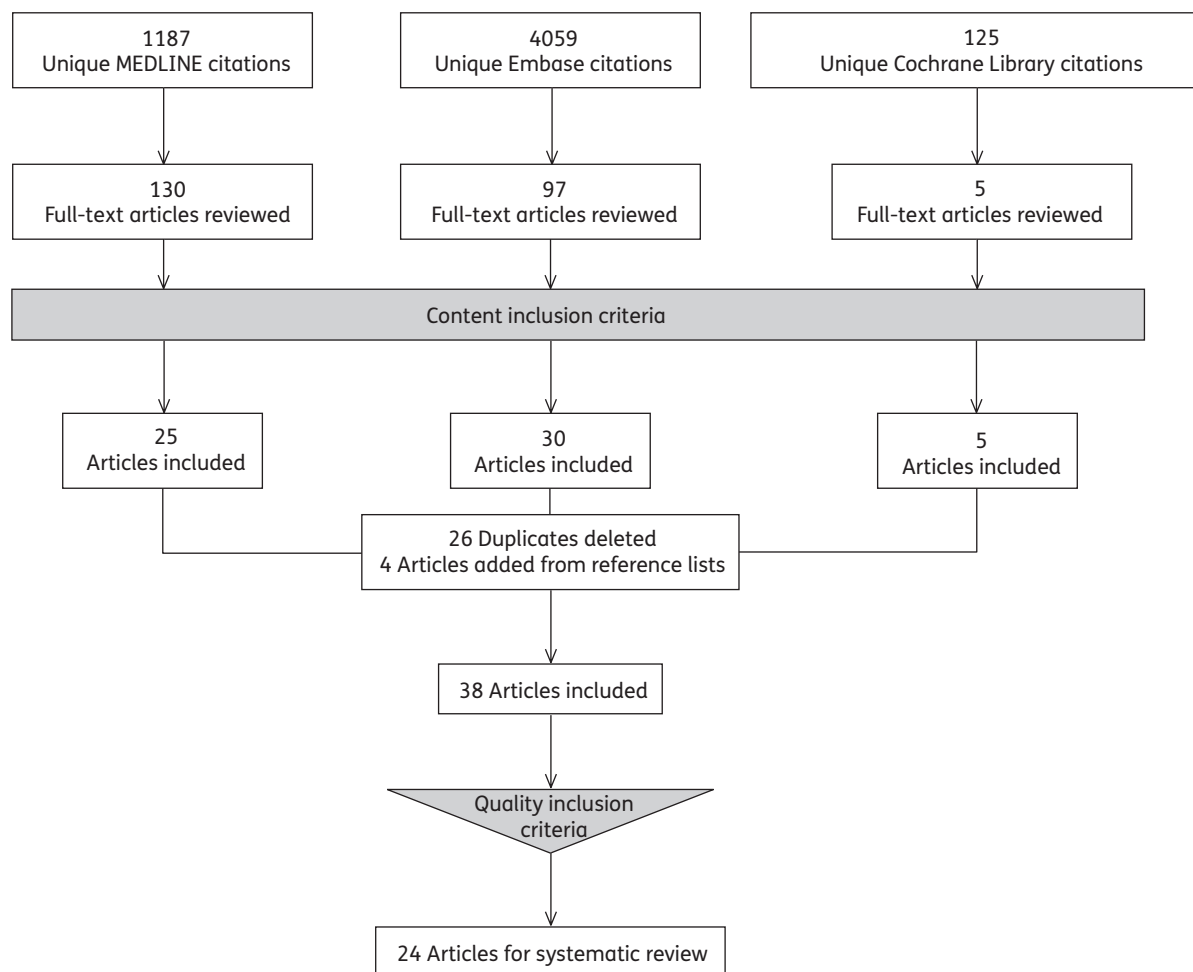 1187
Unique MEDLINE citations
4059
Unique Embase citations
125
Unique Cochrane Library citations
130
Full-text articles reviewed
97
Full-text articles reviewed
5
Full-text articles reviewed
Content inclusion criteria
25
Articles included
30
Articles included
5
Articles included
26 Duplicates deleted
4 Articles added from reference lists
38 Articles included
Quality inclusion
criteria
24 Articles for systematic review